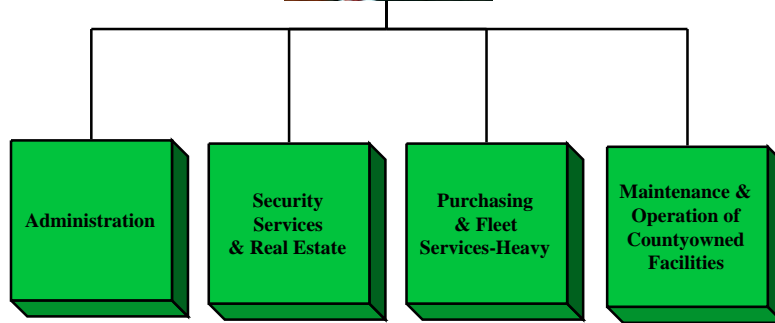 Administration
Security
Services
& Real Estate
Purchasing
& Fleet
Services-Heavy
Maintenance &
Operation of
Countyowned
Facilities